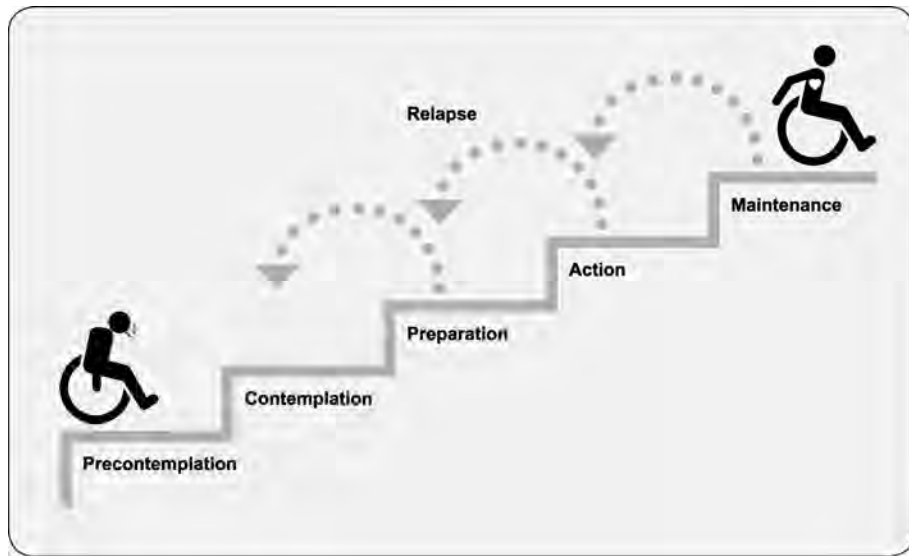 Relapse
Maintenance
Action
Preparation
Contemplation
Precontemplation